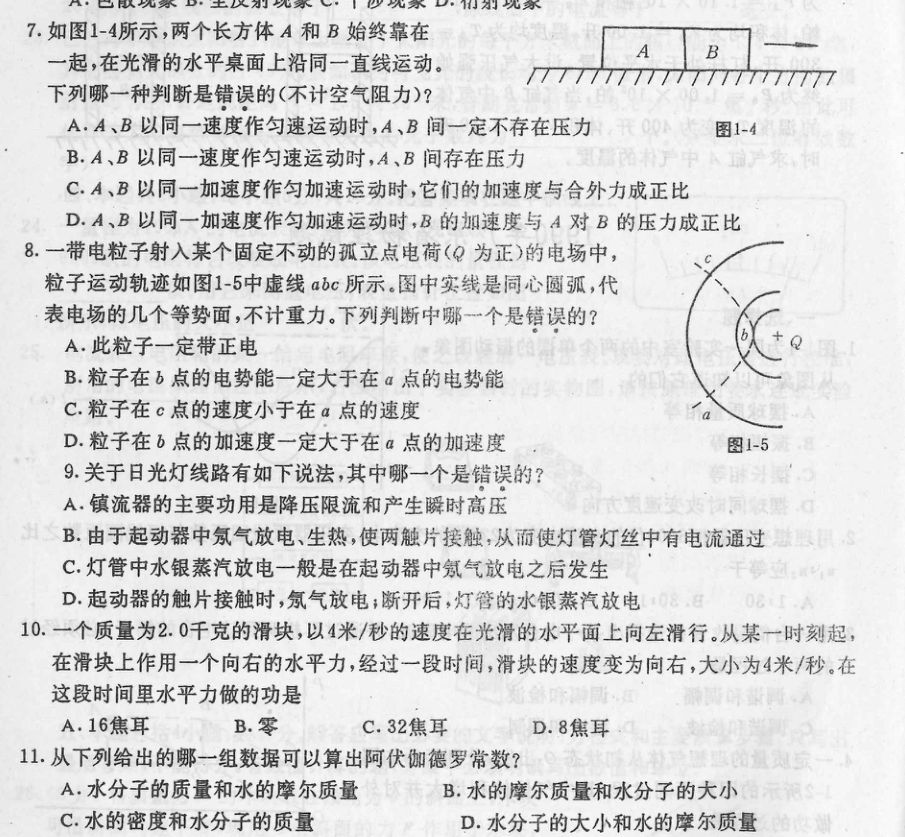 A. 色散现象 B. 全反射现象 C. 干涉现象 D. 衍射现象
7. 如图1-4所示,两个长方体 A 和 B 始终靠在
一起,在光滑的水平桌面上沿同一直线运动。
下列哪一种判断是错误的(不计空气阻力)?
A. A、B 以同一速度作匀速运动时,A、B 间一定不存在压力
B. A、B 以同一速度作匀速运动时,A、B 间存在压力
C. A、B 以同一加速度作匀加速运动时,它们的加速度与合外力成正比
D. A、B 以同一加速度作匀加速运动时,B 的加速度与 A 对 B 的压力成正比
A B
图1-4
8. 一带电粒子射入某个固定不动的孤立点电荷(Q 为正)的电场中,
粒子运动轨迹如图1-5中虚线 abc 所示。图中实线是同心圆弧,代
表电场的几个等势面,不计重力。下列判断中哪一个是错误的?
A. 此粒子一定带正电
B. 粒子在 b 点的电势能一定大于在 a 点的电势能
C. 粒子在 c 点的速度小于在 a 点的速度
D. 粒子在 b 点的加速度一定大于在 a 点的加速度
c
b + Q
a
图1-5
9. 关于日光灯线路有如下说法,其中哪一个是错误的?
A. 镇流器的主要功用是降压限流和产生瞬时高压
B. 由于起动器中氖气放电、生热,使两触片接触,从而使灯管灯丝中有电流通过
C. 灯管中水银蒸汽放电一般是在起动器中氖气放电之后发生
D. 起动器的触片接触时,氖气放电;断开后,灯管的水银蒸汽放电
10. 一个质量为2.0千克的滑块,以4米/秒的速度在光滑的水平面上向左滑行。从某一时刻起,
在滑块上作用一个向右的水平力,经过一段时间,滑块的速度变为向右,大小为4米/秒。在
这段时间里水平力做的功是
A. 16焦耳 B. 零 C. 32焦耳 D. 8焦耳
11. 从下列给出的哪一组数据可以算出阿伏伽德罗常数?
A. 水分子的质量和水的摩尔质量 B. 水的摩尔质量和水分子的大小
C. 水的密度和水分子的质量 D. 水分子的大小和水的摩尔质量